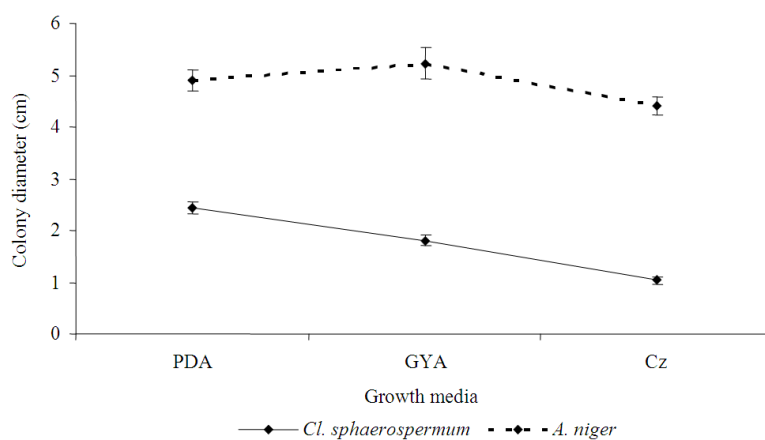 6
5
4
3
2
1
0
Colony diameter (cm)
PDA GYA Cz
Growth media
Cl. sphaerospermum A. niger